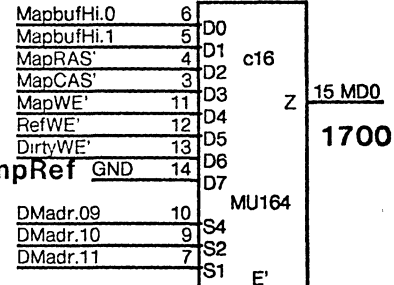 MapbufHi.0 6 D0
MapbufHi.1 5 D1 c16
MapRAS' 4 D2
MapCAS' 3 D3 Z 15 MD0
MapWE' 11 D4
RefWE' 12 D5 1700
DirtyWE' 13 D6
mpRef GND 14 D7
MU164
DMadr.09 10 S4
DMadr.10 9 S2
DMadr.11 7 S1
E'